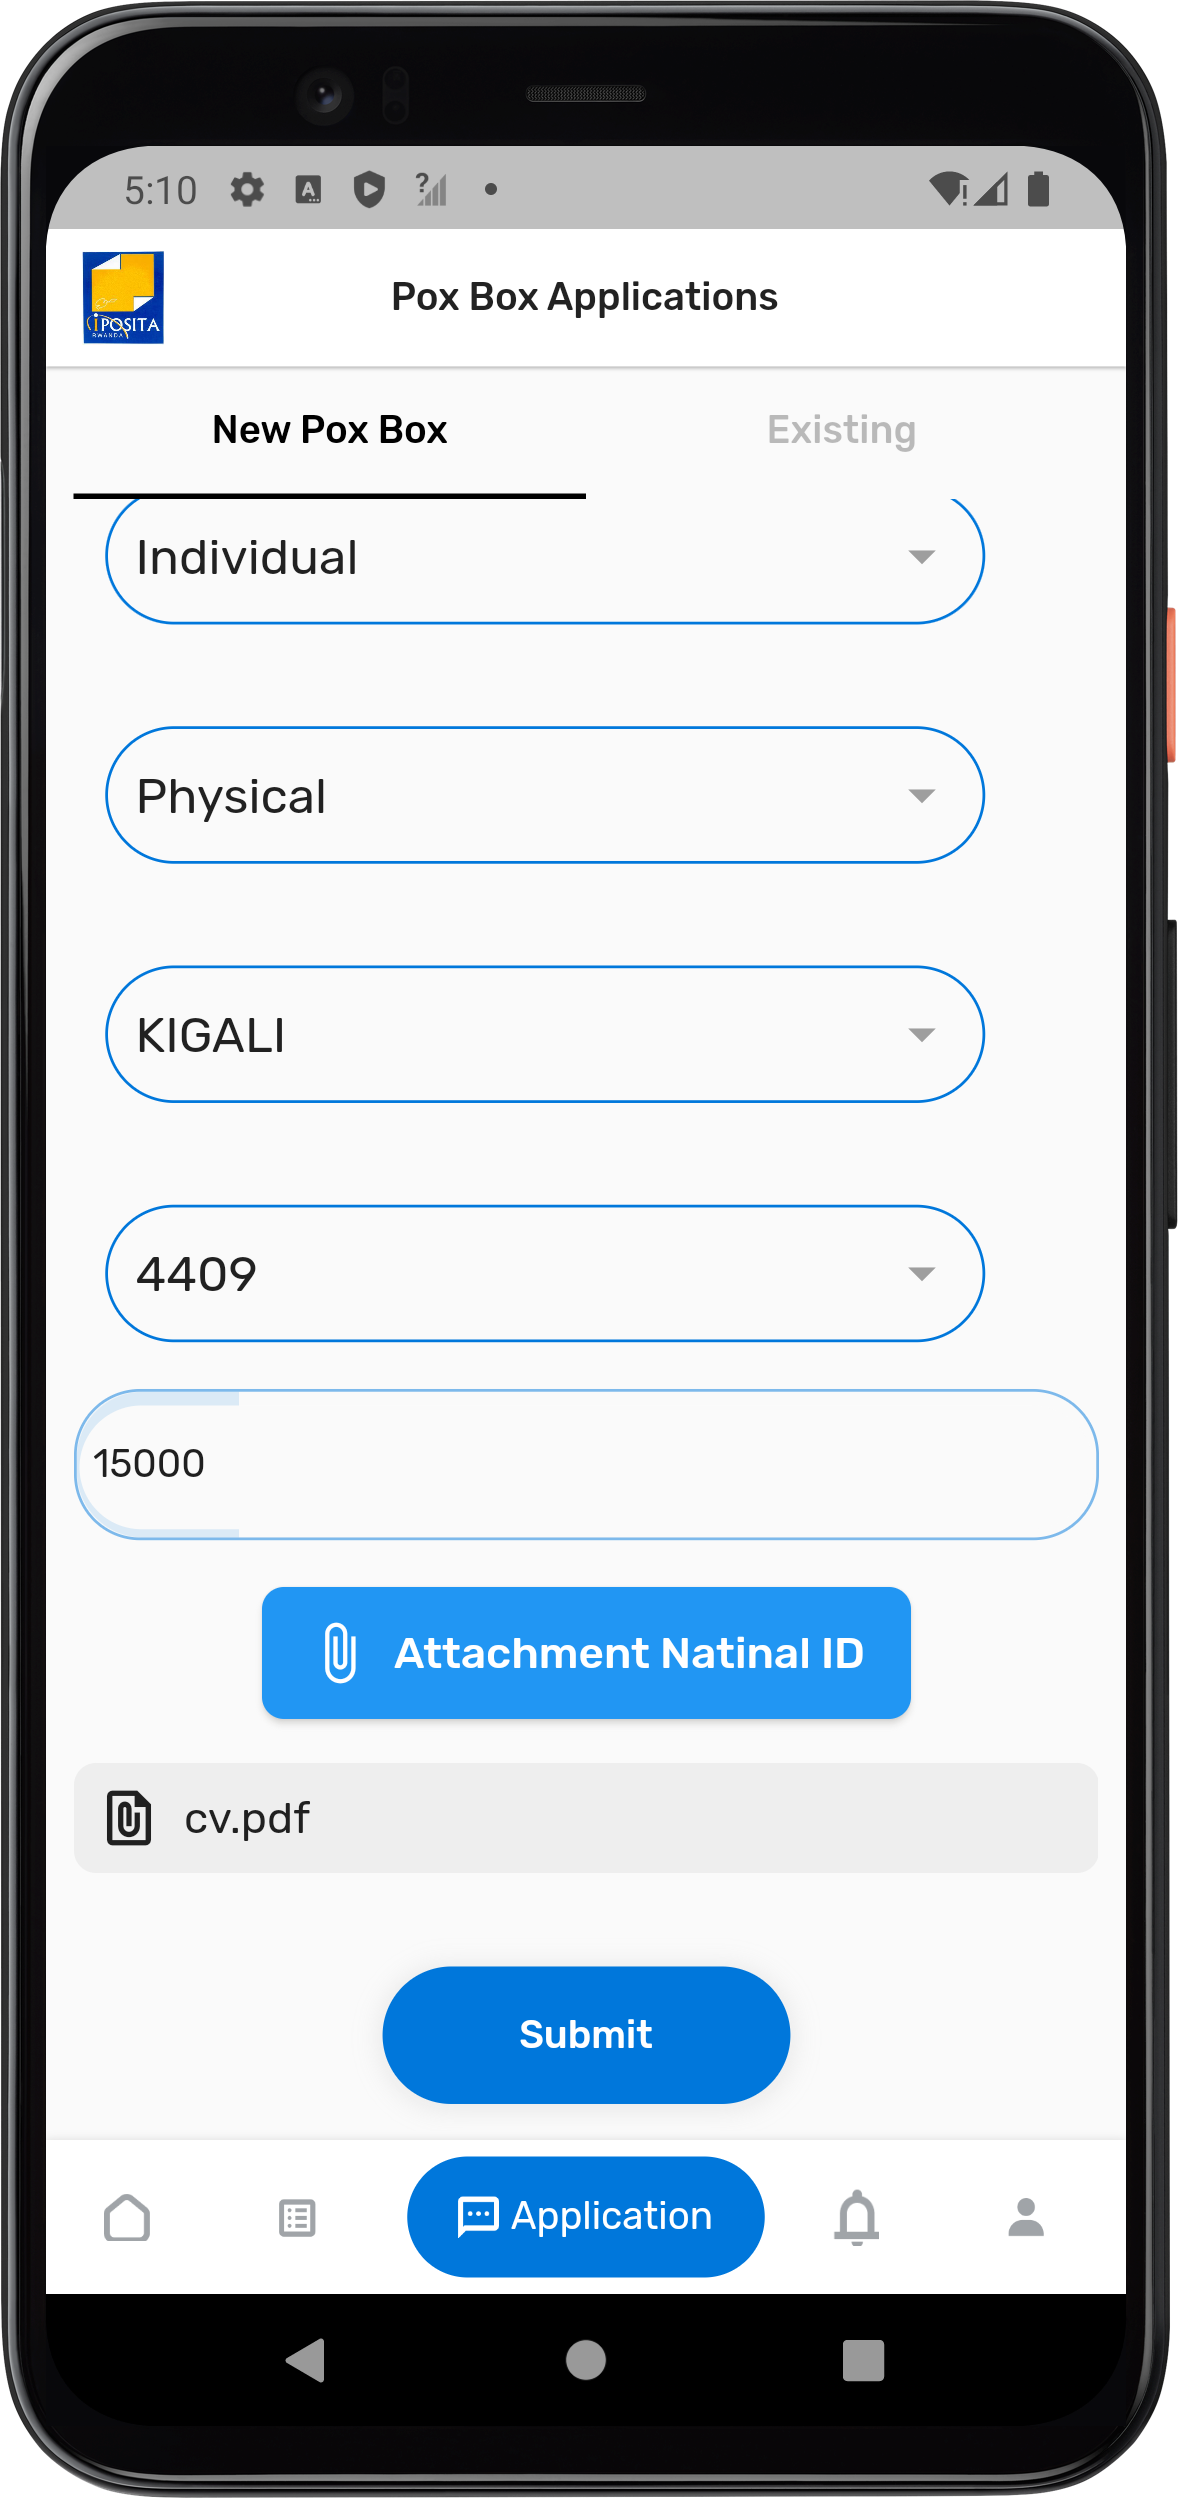 5:10
iPOSITA
RWANDA
Pox Box Applications
New Pox Box
Existing
Individual
Physical
KIGALI
4409
15000
Attachment Natinal ID
cv.pdf
Submit
Application